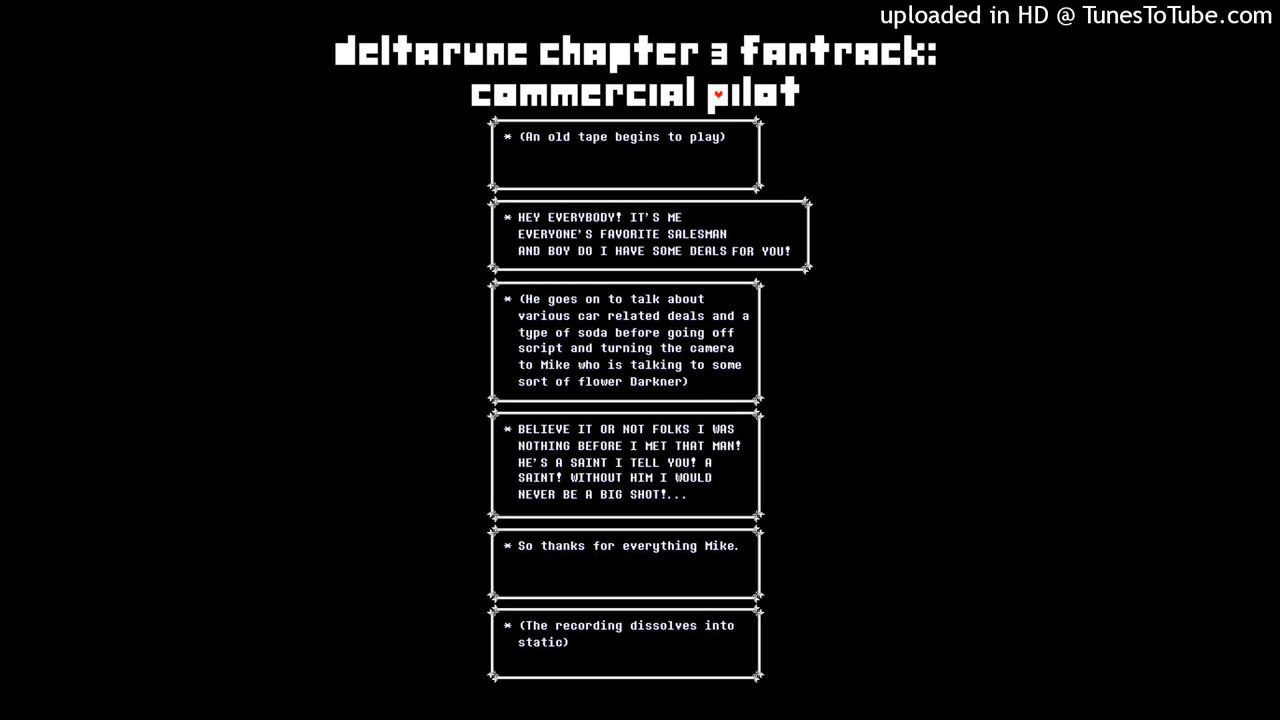 uploaded in HD @ TunesToTube.com
deltarune chapter 3 fantrack:
commercial pilot
* (An old tape begins to play)
* HEY EVERYBODY! IT'S ME
EVERYONE'S FAVORITE SALESMAN
AND BOY DO I HAVE SOME DEALS FOR YOU!
* (He goes on to talk about
various car related deals and a
type of soda before going off
script and turning the camera
to Mike who is talking to some
sort of flower Darkner)
* BELIEVE IT OR NOT FOLKS I WAS
NOTHING BEFORE I MET THAT MAN!
HE'S A SAINT I TELL YOU! A
SAINT! WITHOUT HIM I WOULD
NEVER BE A BIG SHOT!...
* So thanks for everything Mike.
* (The recording dissolves into
static)